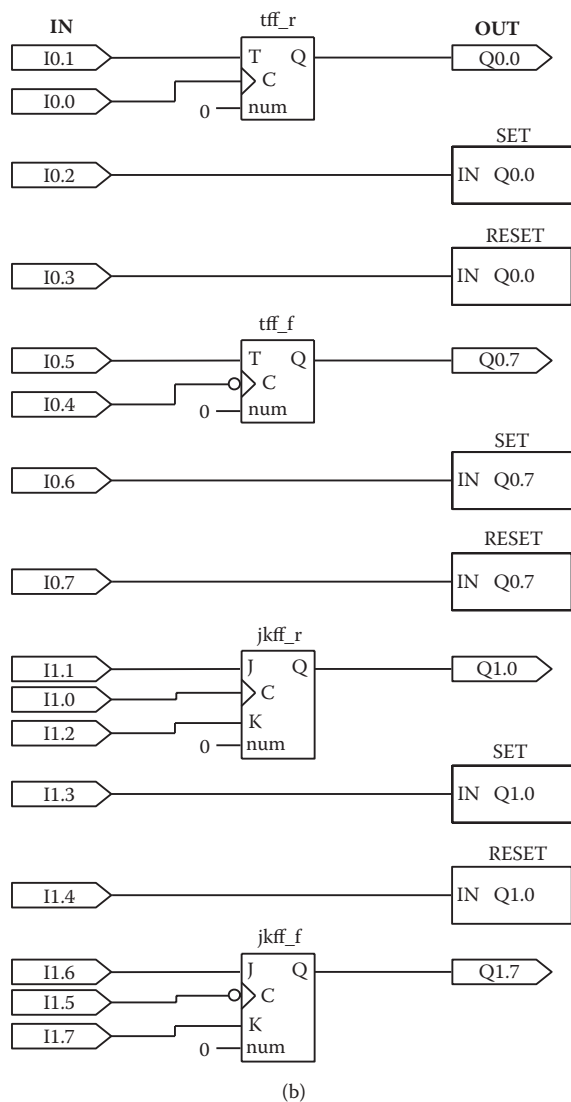 tff_r
IN OUT
I0.1 T Q Q0.0
I0.0 C
0 num
SET
I0.2 IN Q0.0
RESET
I0.3 IN Q0.0
tff_f
I0.5 T Q Q0.7
I0.4 C
0 num
SET
I0.6 IN Q0.7
RESET
I0.7 IN Q0.7
jkff_r
I1.1 J Q Q1.0
I1.0 C
I1.2 K
0 num
SET
I1.3 IN Q1.0
RESET
I1.4 IN Q1.0
jkff_f
I1.6 J Q Q1.7
I1.5 C
I1.7 K
0 num
(b)